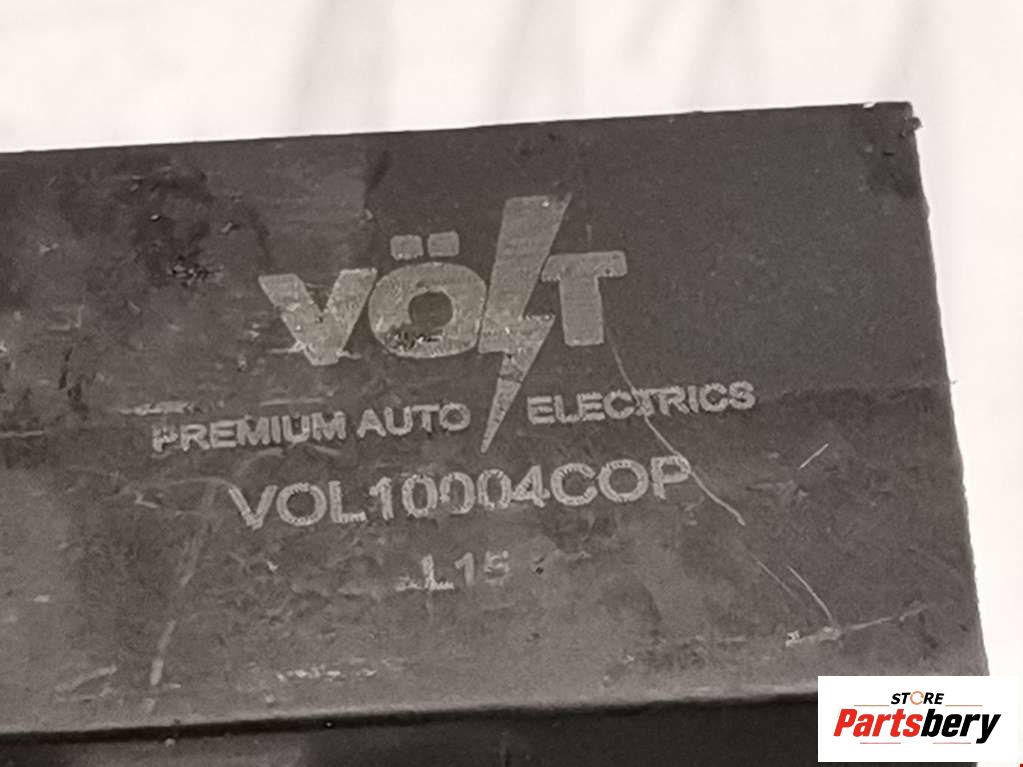 VÖLT
PREMIUM AUTO ELECTRICS
VOL10004COP
L15
STORE
Partsbery